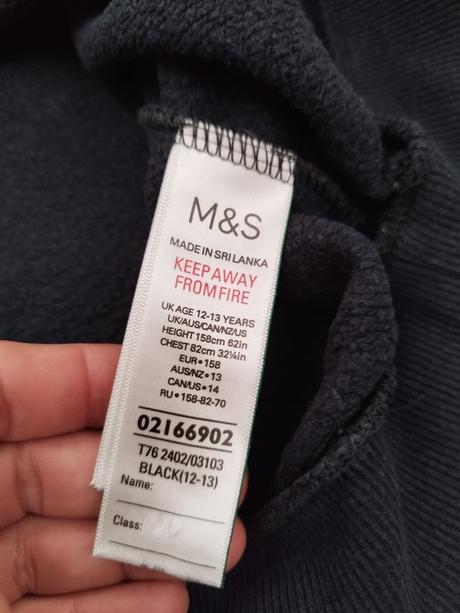 M&S
MADE IN SRI LANKA
KEEP AWAY
FROM FIRE
UK AGE 12-13 YEARS
UK/AUS/CAN/NZ/US
HEIGHT 158cm 62in
CHEST 82cm 32¼in
EUR•158
AUS/NZ•13
CAN/US•14
RU•158-82-70
02166902
T76 2402/03103
BLACK(12-13)
Name:
Class: